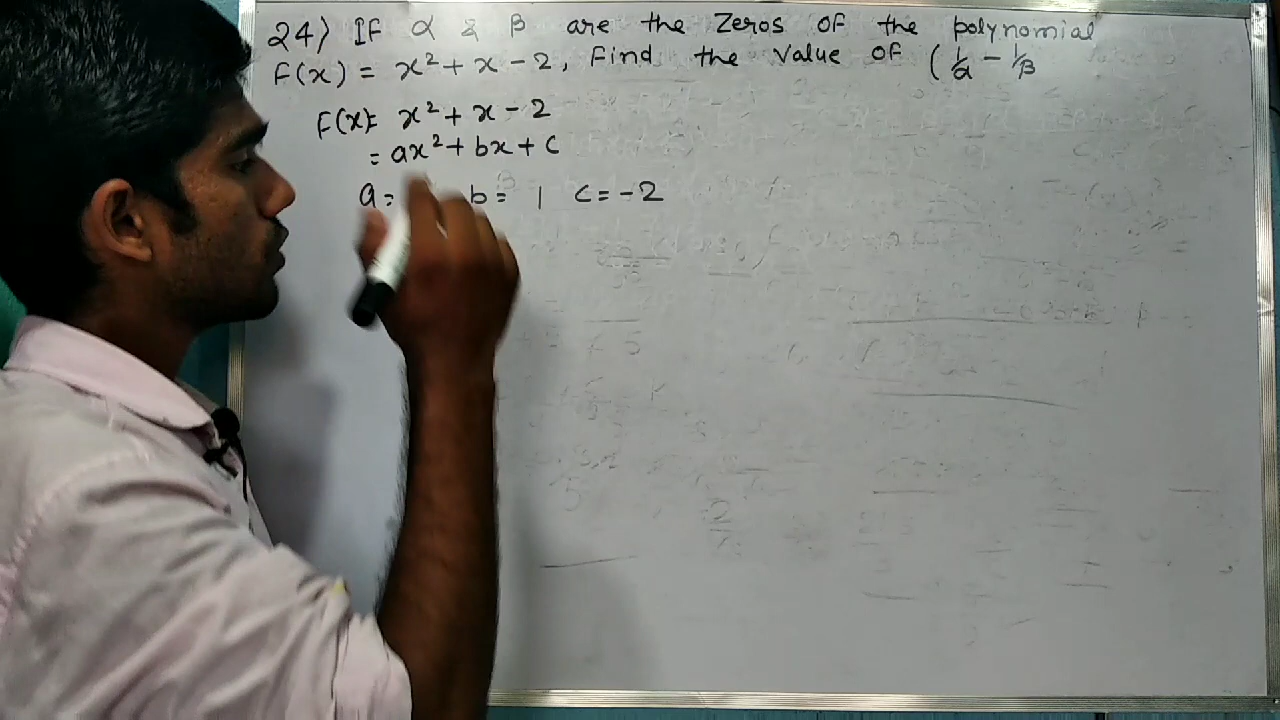 24) If α & β are the Zeros of the polynomial
F(x) = x² + x - 2, Find the Value of (1/α - 1/β
F(x)= x² + x - 2
= ax² + bx + c
a= b= 1 c= -2